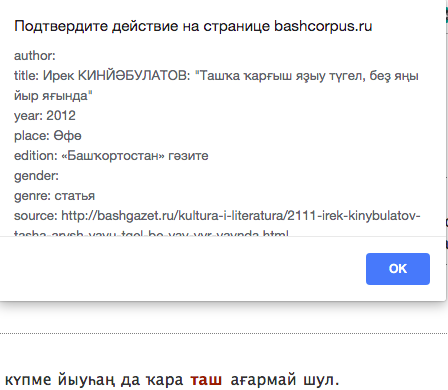 Подтвердите действие на странице bashcorpus.ru
author:
title: Ирек КИНЙӘБУЛАТОВ: "Ташҡа ҡарғыш яҙыу түгел, беҙ яңы
йыр яғында"
year: 2012
place: Өфө
edition: «Башҡортостан» гәзите
gender:
genre: статья
source: http://bashgazet.ru/kultura-i-literatura/2111-irek-kinybulatov-
tasha-arysh-yayu-tgel-be-yay-yyr-yaynda.html
OK
күпме йыуһаң да ҡара таш ағармай шул.